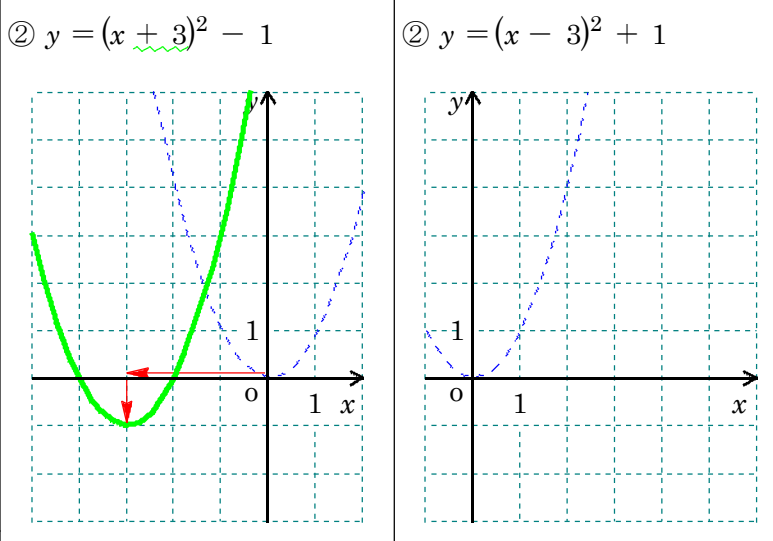 ② y = (x + 3)² − 1
y
1
o
1 x
② y = (x − 3)² + 1
y
1
o
1
x